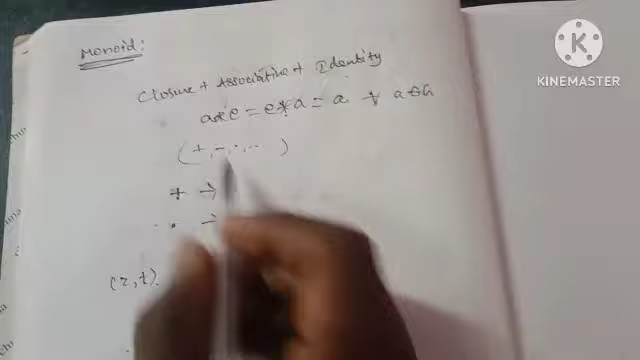 Monoid:
Closure + Associative + Identity
a*e = e*a = a. ∀ a∈G
(+, -, ., ..)
+ →
. →
(z, +).
K
KINEMASTER